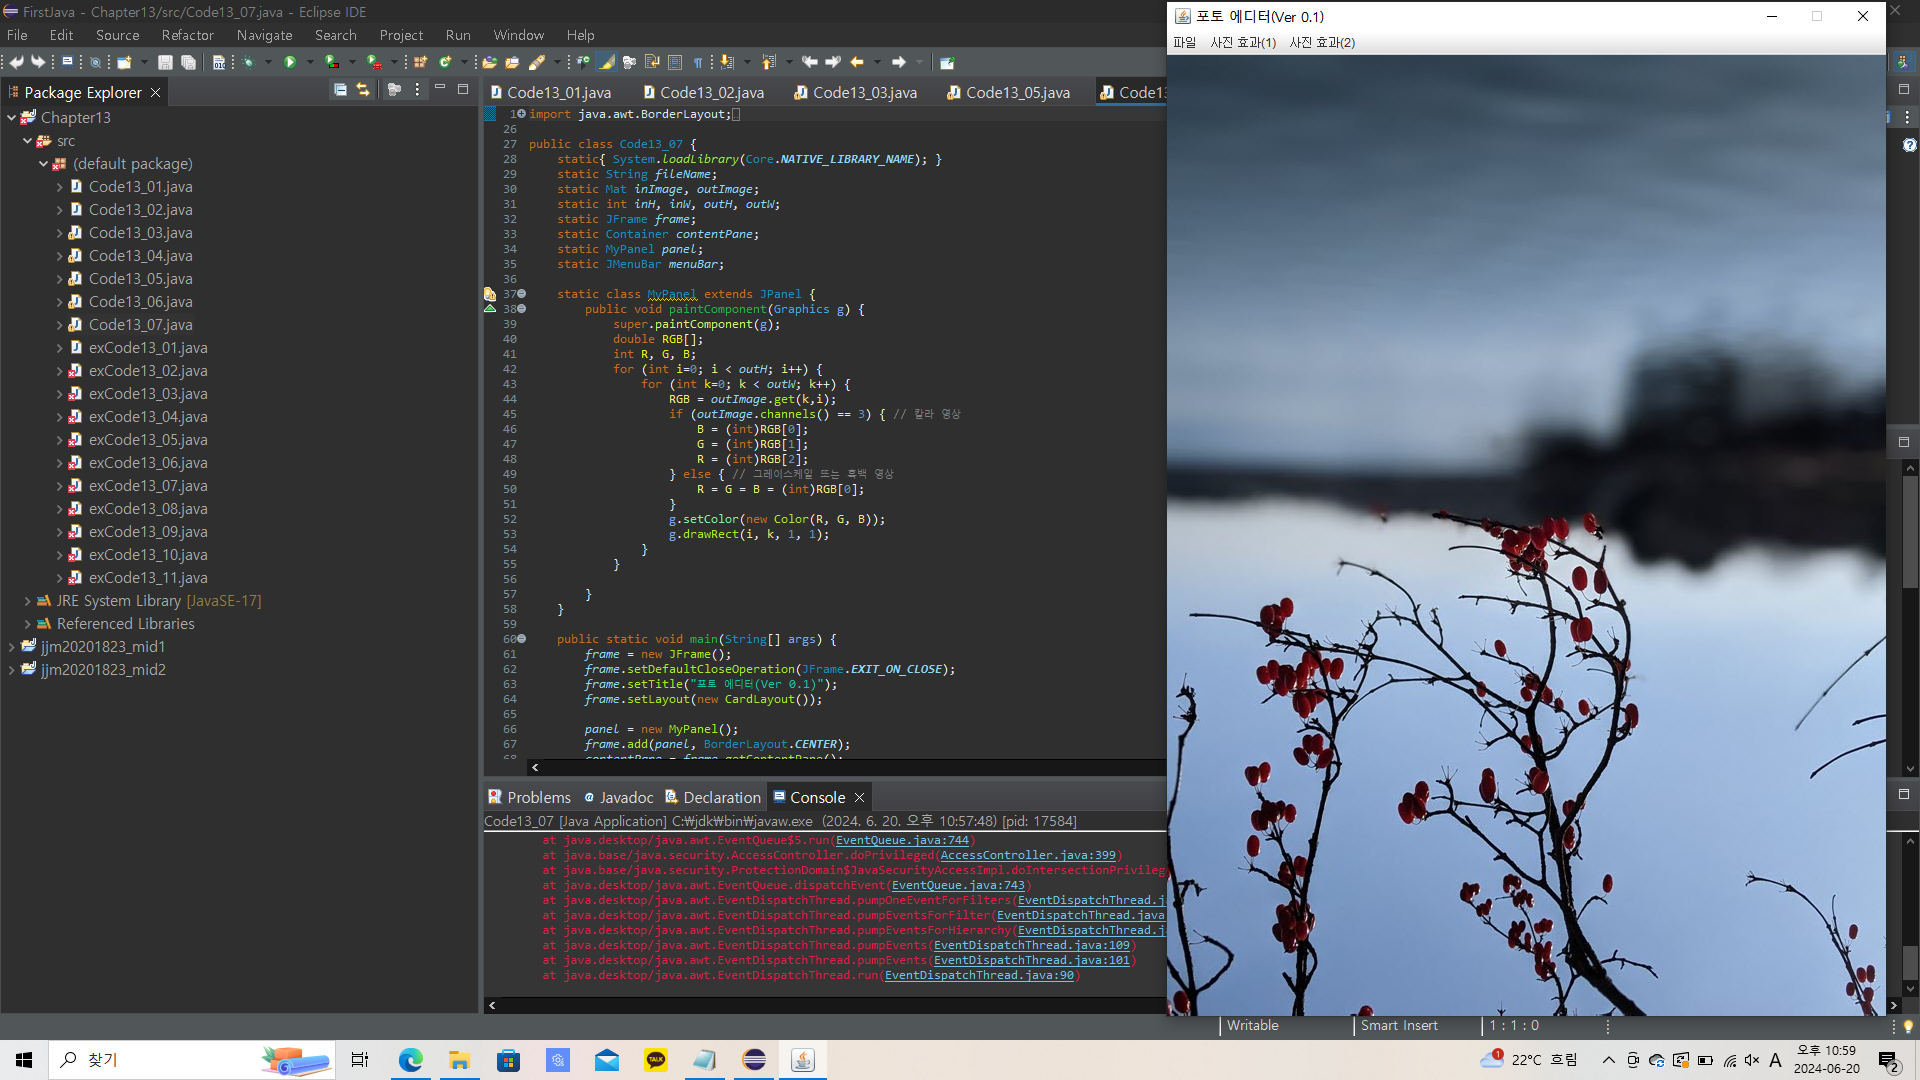 FirstJava - Chapter13/src/Code13_07.java - Eclipse IDE
File Edit Source Refactor Navigate Search Project Run Window Help
Package Explorer
Chapter13
src
(default package)
Code13_01.java
Code13_02.java
Code13_03.java
Code13_04.java
Code13_05.java
Code13_06.java
Code13_07.java
exCode13_01.java
exCode13_02.java
exCode13_03.java
exCode13_04.java
exCode13_05.java
exCode13_06.java
exCode13_07.java
exCode13_08.java
exCode13_09.java
exCode13_10.java
exCode13_11.java
JRE System Library [JavaSE-17]
Referenced Libraries
jjm20201823_mid1
jjm20201823_mid2
Code13_01.java Code13_02.java Code13_03.java Code13_05.java Code13
1 import java.awt.BorderLayout;
26
27 public class Code13_07 {
28 static{ System.loadLibrary(Core.NATIVE_LIBRARY_NAME); }
29 static String fileName;
30 static Mat inImage, outImage;
31 static int inH, inW, outH, outW;
32 static JFrame frame;
33 static Container contentPane;
34 static MyPanel panel;
35 static JMenuBar menuBar;
36
37 static class MyPanel extends JPanel {
38 public void paintComponent(Graphics g) {
39 super.paintComponent(g);
40 double RGB[];
41 int R, G, B;
42 for (int i=0; i < outH; i++) {
43 for (int k=0; k < outW; k++) {
44 RGB = outImage.get(k,i);
45 if (outImage.channels() == 3) { // 칼라 영상
46 B = (int)RGB[0];
47 G = (int)RGB[1];
48 R = (int)RGB[2];
49 } else { // 그레이스케일 또는 흑백 영상
50 R = G = B = (int)RGB[0];
51 }
52 g.setColor(new Color(R, G, B));
53 g.drawRect(i, k, 1, 1);
54 }
55 }
56
57 }
58 }
59
60 public static void main(String[] args) {
61 frame = new JFrame();
62 frame.setDefaultCloseOperation(JFrame.EXIT_ON_CLOSE);
63 frame.setTitle("포토 에디터(Ver 0.1)");
64 frame.setLayout(new CardLayout());
65
66 panel = new MyPanel();
67 frame.add(panel, BorderLayout.CENTER);
68 contentPane = frame.getContentPane();
Problems Javadoc Declaration Console
Code13_07 [Java Application] C:₩jdk₩bin₩javaw.exe (2024. 6. 20. 오후 10:57:48) [pid: 17584]
at java.desktop/java.awt.EventQueue$5.run(EventQueue.java:744)
at java.base/java.security.AccessController.doPrivileged(AccessController.java:399)
at java.base/java.security.ProtectionDomain$JavaSecurityAccessImpl.doIntersectionPrivileg
at java.desktop/java.awt.EventQueue.dispatchEvent(EventQueue.java:743)
at java.desktop/java.awt.EventDispatchThread.pumpOneEventForFilters(EventDispatchThread.j
at java.desktop/java.awt.EventDispatchThread.pumpEventsForFilter(EventDispatchThread.java
at java.desktop/java.awt.EventDispatchThread.pumpEventsForHierarchy(EventDispatchThread.j
at java.desktop/java.awt.EventDispatchThread.pumpEvents(EventDispatchThread.java:109)
at java.desktop/java.awt.EventDispatchThread.pumpEvents(EventDispatchThread.java:101)
at java.desktop/java.awt.EventDispatchThread.run(EventDispatchThread.java:90)
포토 에디터(Ver 0.1)
파일 사진 효과(1) 사진 효과(2)
Writable Smart Insert 1 : 1 : 0
찾기
TALK
1 22°C 흐림
A
오후 10:59
2024-06-20
2